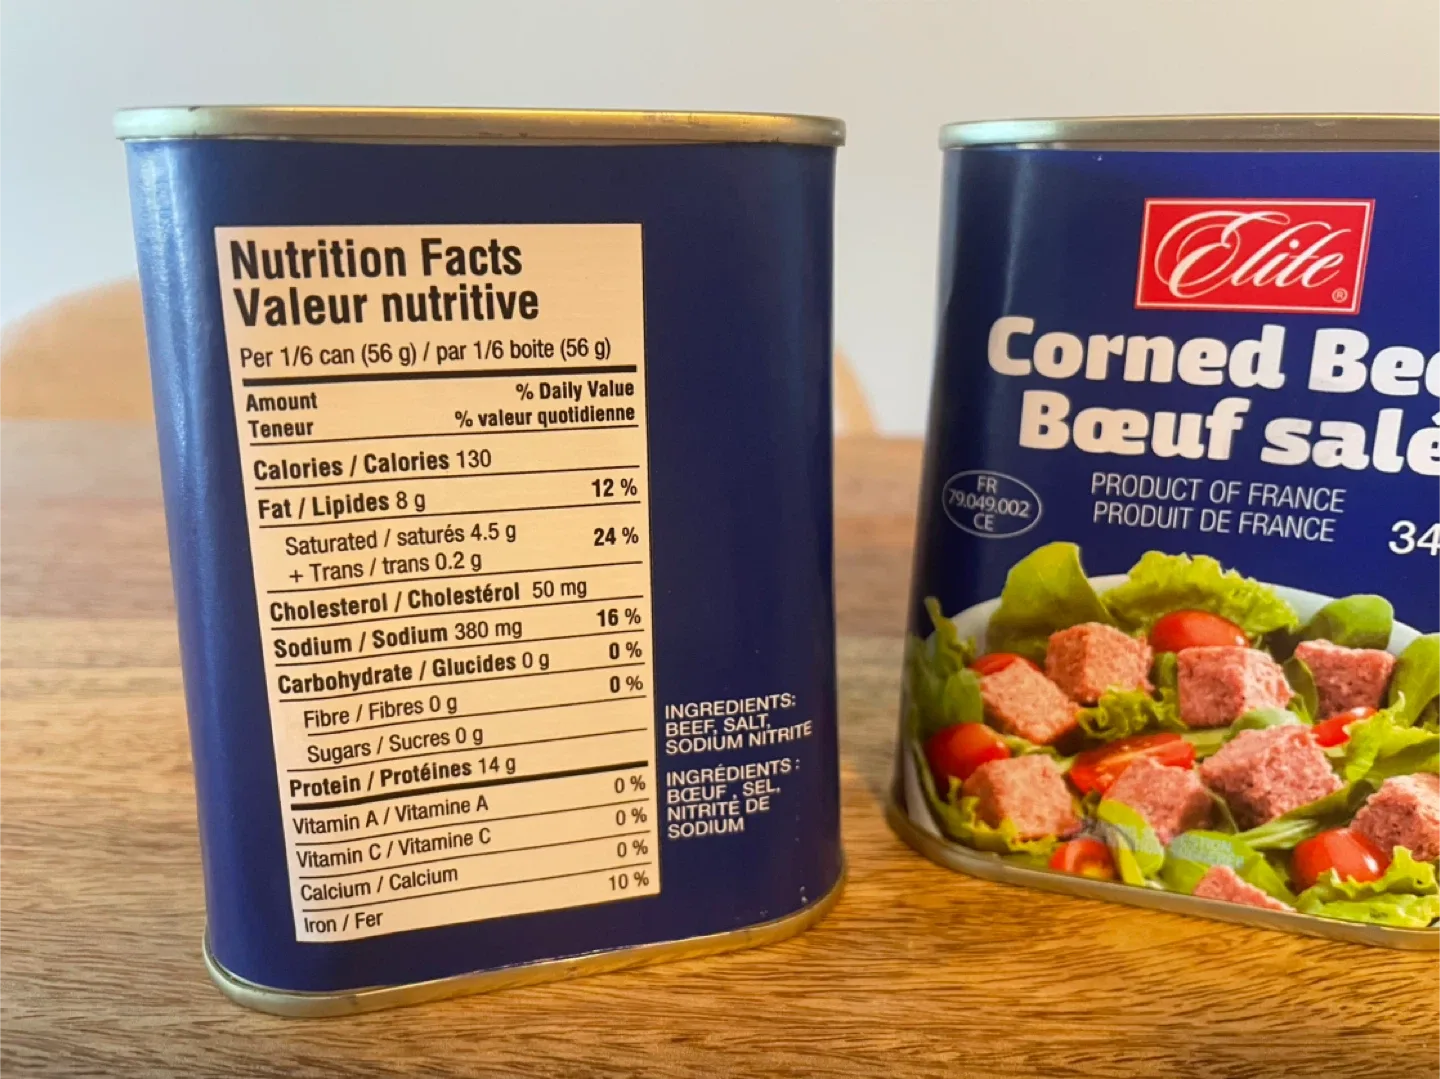 Nutrition Facts
Valeur nutritive
Per 1/6 can (56 g) / par 1/6 boite (56 g)
Amount % Daily Value
Teneur % valeur quotidienne
Calories / Calories 130
Fat / Lipides 8 g 12 %
Saturated / saturés 4.5 g 24 %
+ Trans / trans 0.2 g
Cholesterol / Cholestérol 50 mg
Sodium / Sodium 380 mg 16 %
Carbohydrate / Glucides 0 g 0 %
Fibre / Fibres 0 g 0 %
Sugars / Sucres 0 g
Protein / Protéines 14 g
Vitamin A / Vitamine A 0 %
Vitamin C / Vitamine C 0 %
Calcium / Calcium 0 %
Iron / Fer 10 %
INGREDIENTS:
BEEF, SALT,
SODIUM NITRITE
INGRÉDIENTS :
BŒUF , SEL,
NITRITE DE
SODIUM
Elite ®
Corned
Bœuf salé
FR
79.049.002
CE
PRODUCT OF FRANCE
PRODUIT DE FRANCE